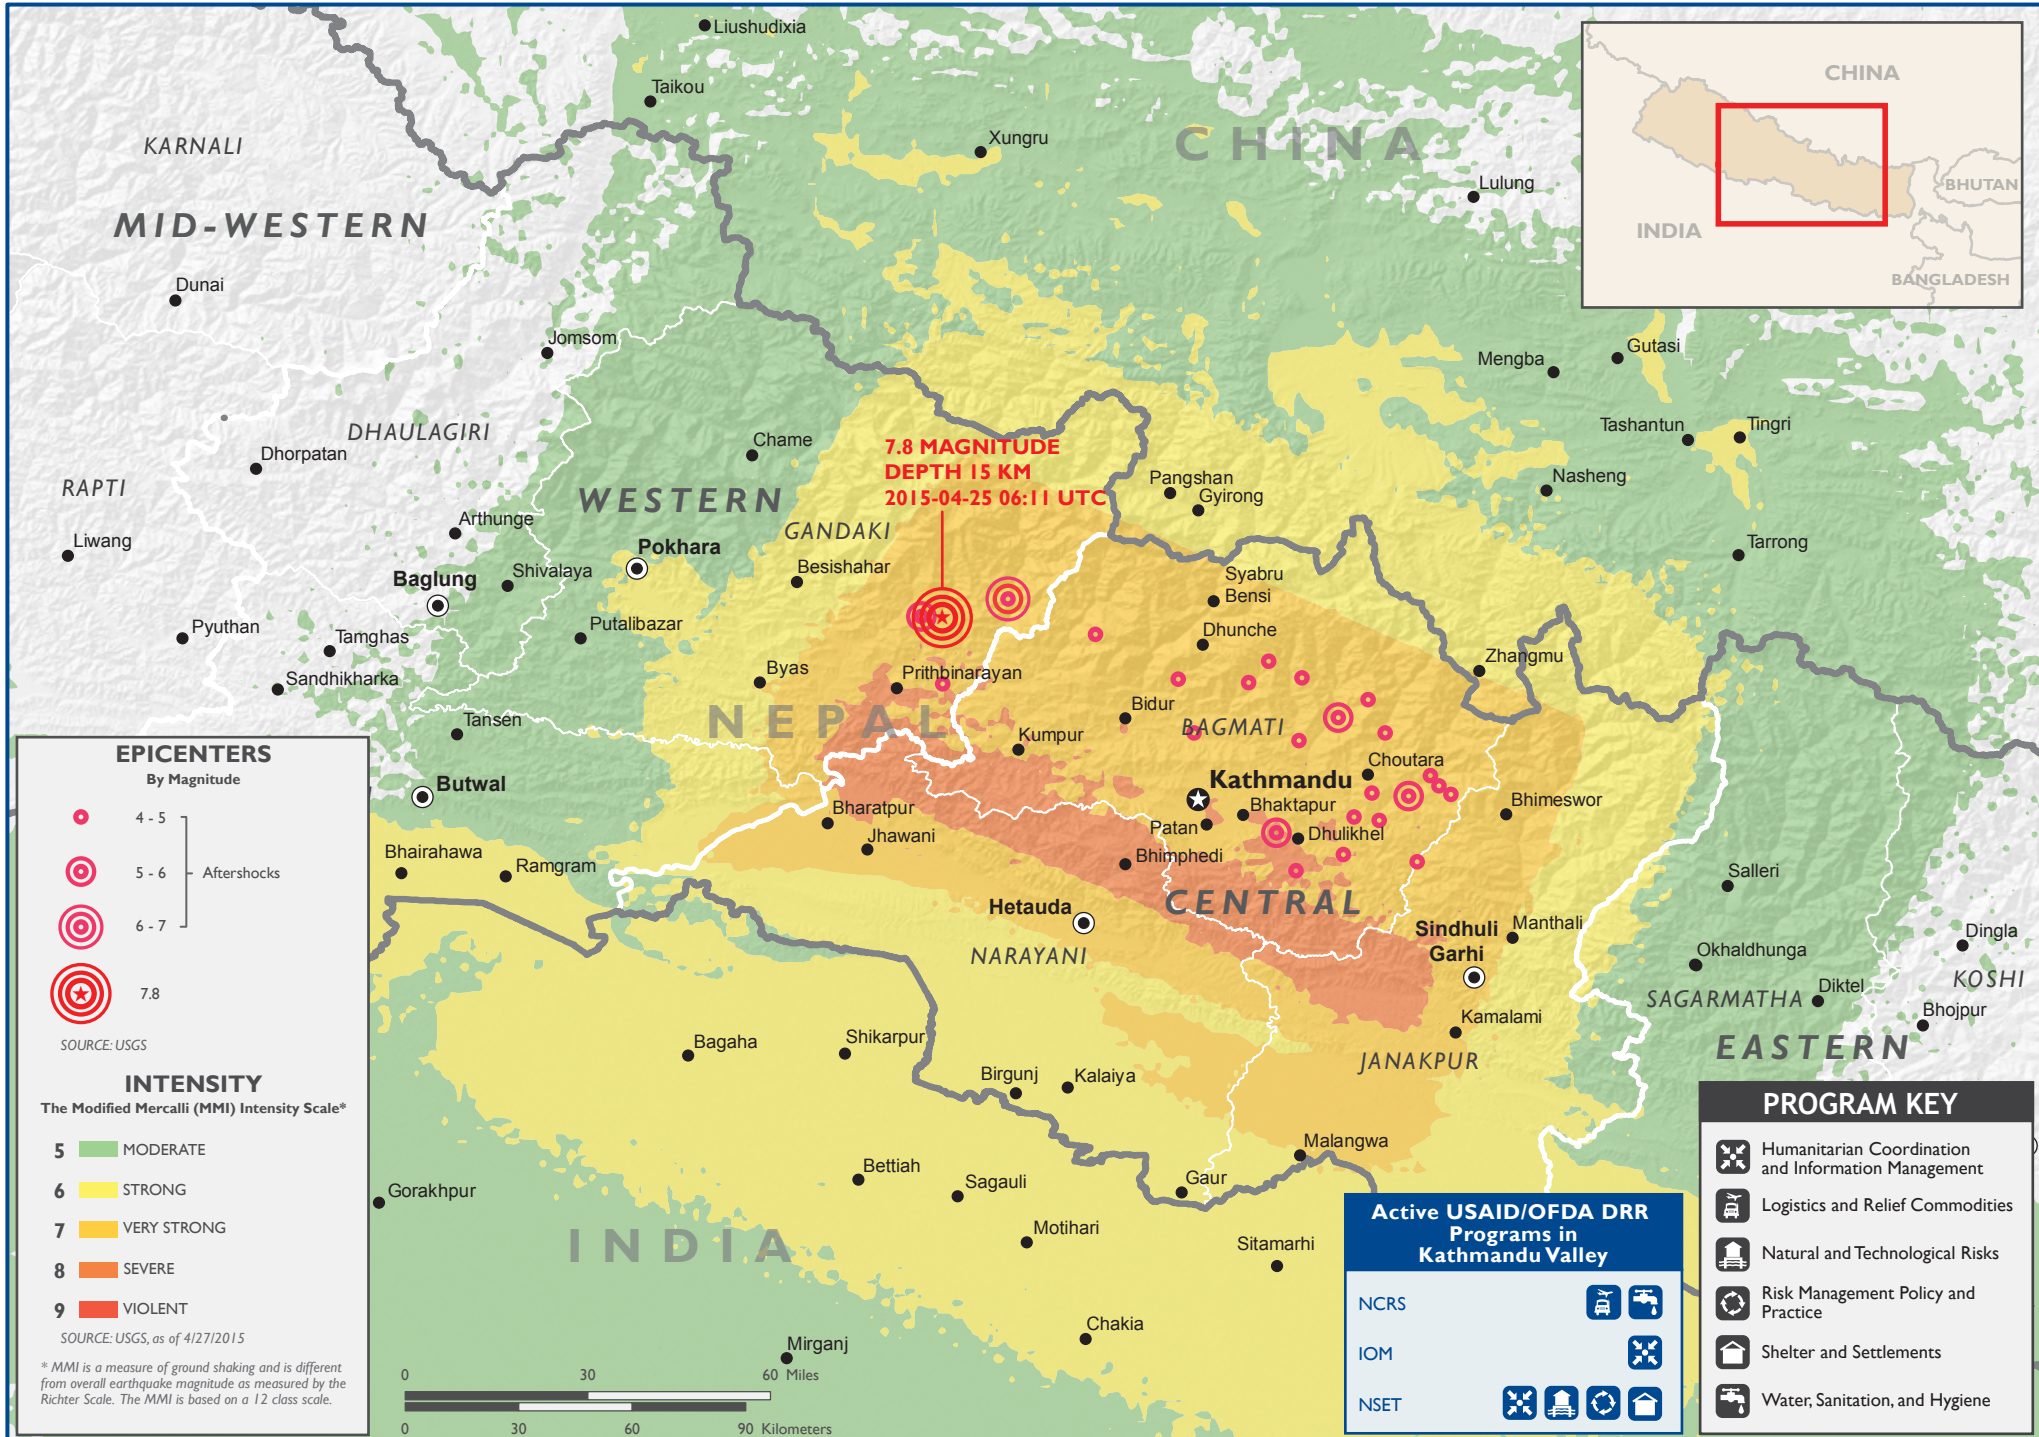 Liushudixia
Taikou
Xungru
CHINA
Lulung
KARNALI
MID-WESTERN
Dunai
Jomsom
Mengba
Gutasi
Tashantun
Tingri
Nasheng
Tarrong
DHAULAGIRI
Dhorpatan
RAPTI
Chame
7.8 MAGNITUDE
DEPTH 15 KM
2015-04-25 06:11 UTC
Pangshan
Gyirong
WESTERN
GANDAKI
Arthunge
Liwang
Pokhara
Besishahar
Baglung
Shivalaya
Syabru
Bensi
Pyuthan
Tamghas
Putalibazar
Dhunche
Zhangmu
Sandhikharka
Byas
Prithbinarayan
Tansen
NEPAL
Bidur
BAGMATI
Kumpur
Choutara
Butwal
Kathmandu
Bharatpur
Bhaktapur
Bhimeswor
Jhawani
Patan
Dhulikhel
Bhairahawa
Ramgram
Bhimphedi
Salleri
CENTRAL
Hetauda
Sindhuli
Garhi
Manthali
Dingla
NARAYANI
Okhaldhunga
KOSHI
SAGARMATHA
Diktel
Bhojpur
Kamalami
EASTERN
JANAKPUR
Bagaha
Shikarpur
Birgunj
Kalaiya
Malangwa
Bettiah
Sagauli
Gaur
Gorakhpur
INDIA
Motihari
Sitamarhi
Chakia
Mirganj
CHINA
INDIA
BHUTAN
BANGLADESH
EPICENTERS
By Magnitude
4 - 5
5 - 6
Aftershocks
6 - 7
7.8
SOURCE: USGS
INTENSITY
The Modified Mercalli (MMI) Intensity Scale*
5 MODERATE
6 STRONG
7 VERY STRONG
8 SEVERE
9 VIOLENT
SOURCE: USGS, as of 4/27/2015
* MMI is a measure of ground shaking and is different
from overall earthquake magnitude as measured by the
Richter Scale. The MMI is based on a 12 class scale.
0 30 60 Miles
0 30 60 90 Kilometers
Active USAID/OFDA DRR
Programs in
Kathmandu Valley
NCRS
IOM
NSET
PROGRAM KEY
Humanitarian Coordination
and Information Management
Logistics and Relief Commodities
Natural and Technological Risks
Risk Management Policy and
Practice
Shelter and Settlements
Water, Sanitation, and Hygiene